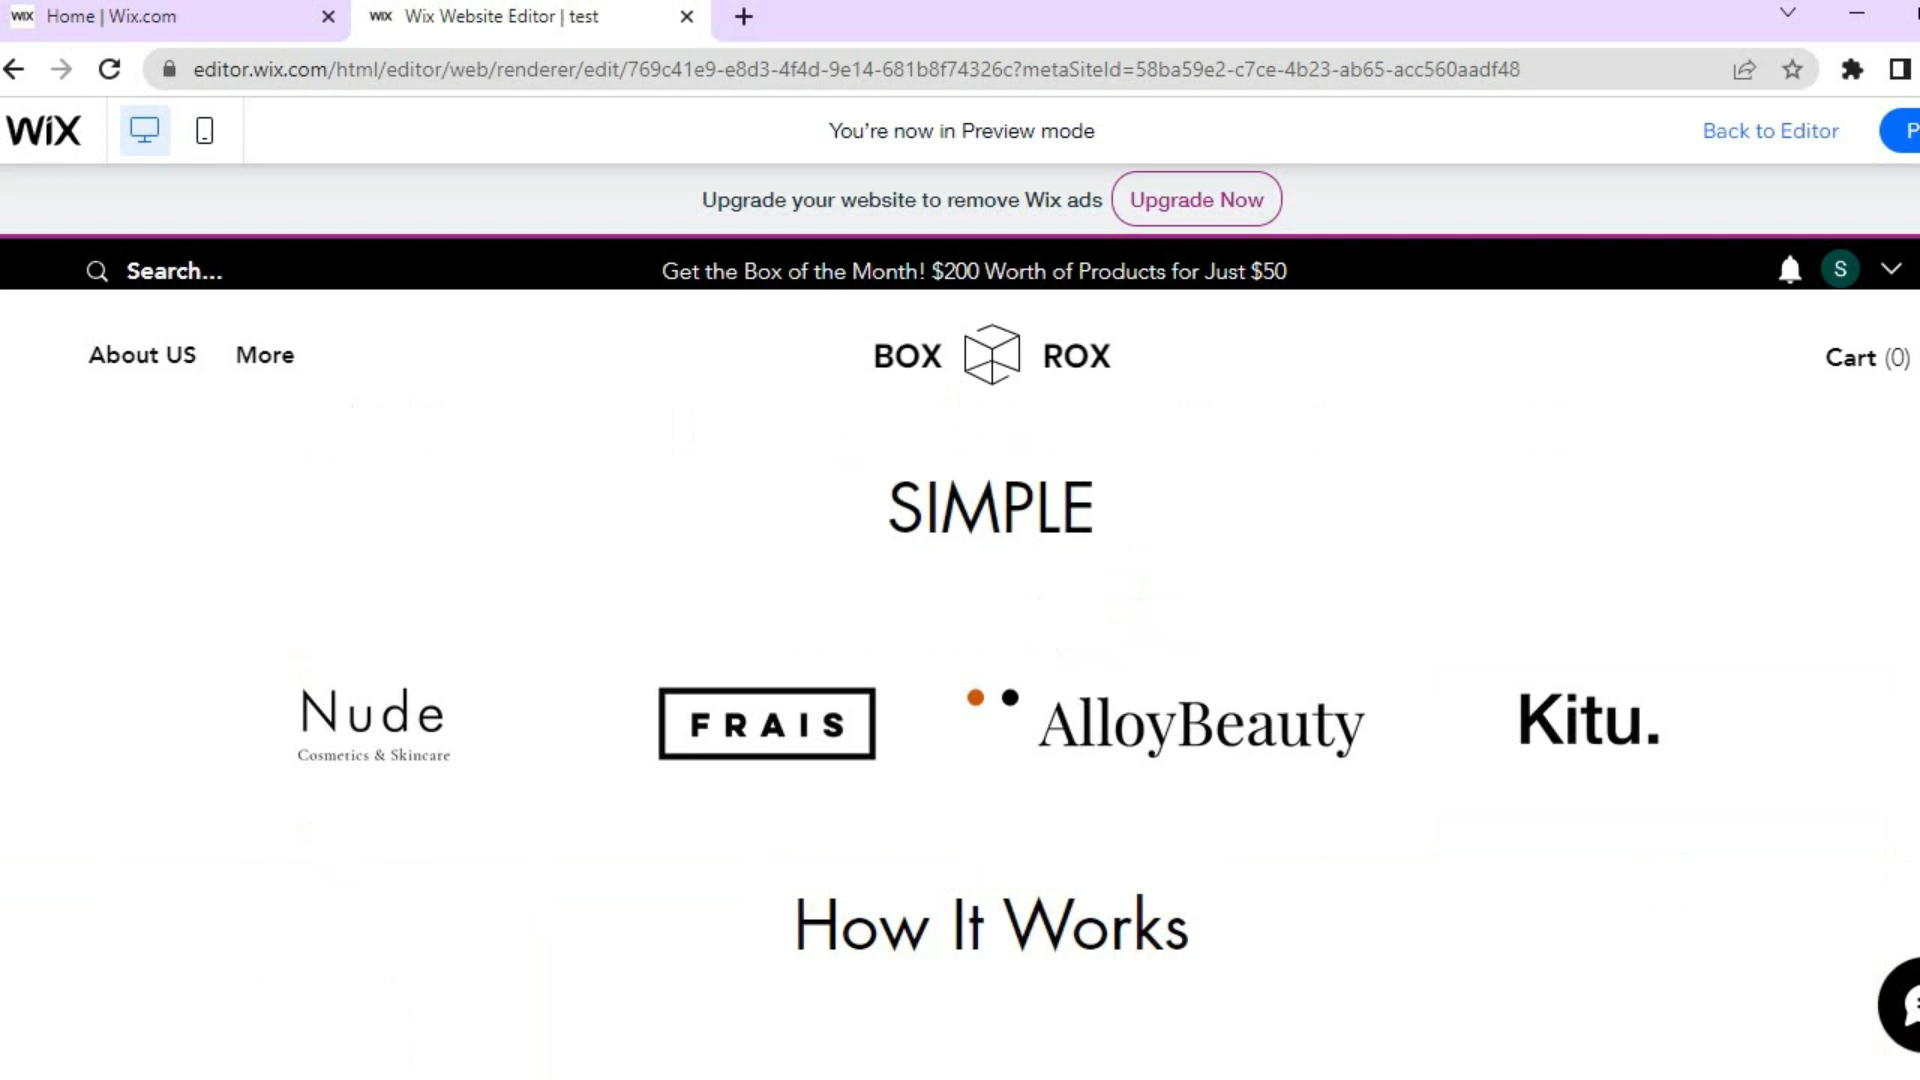 WiX Home | Wix.com
WiX Wix Website Editor | test
editor.wix.com/html/editor/web/renderer/edit/769c41e9-e8d3-4f4d-9e14-681b8f74326c?metaSiteId=58ba59e2-c7ce-4b23-ab65-acc560aadf48
WiX
You're now in Preview mode
Back to Editor
P
Upgrade your website to remove Wix ads
Upgrade Now
Search...
Get the Box of the Month! $200 Worth of Products for Just $50
S
About US
More
BOX ROX
Cart (0)
SIMPLE
Nude
Cosmetics & Skincare
FRAIS
AlloyBeauty
Kitu.
How It Works